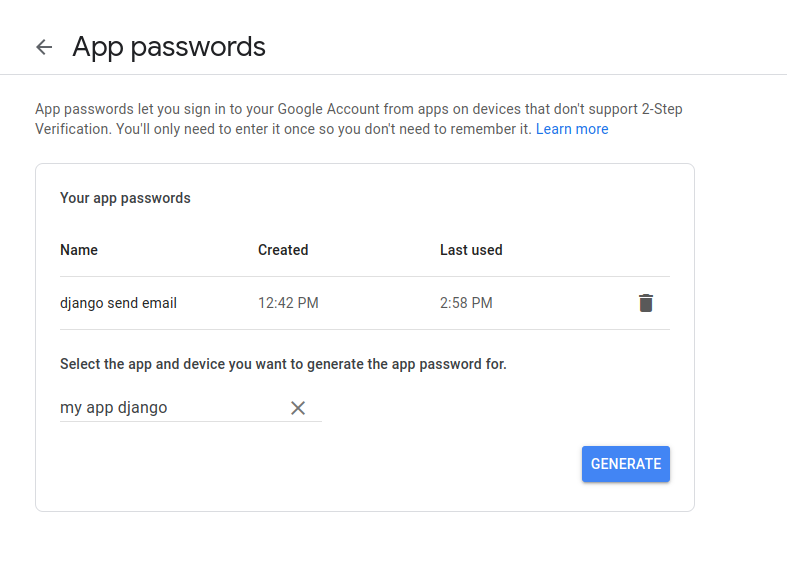 App passwords
App passwords let you sign in to your Google Account from apps on devices that don't support 2-Step
Verification. You'll only need to enter it once so you don't need to remember it. Learn more
Your app passwords
Name Created Last used
django send email 12:42 PM 2:58 PM
Select the app and device you want to generate the app password for.
my app django
GENERATE